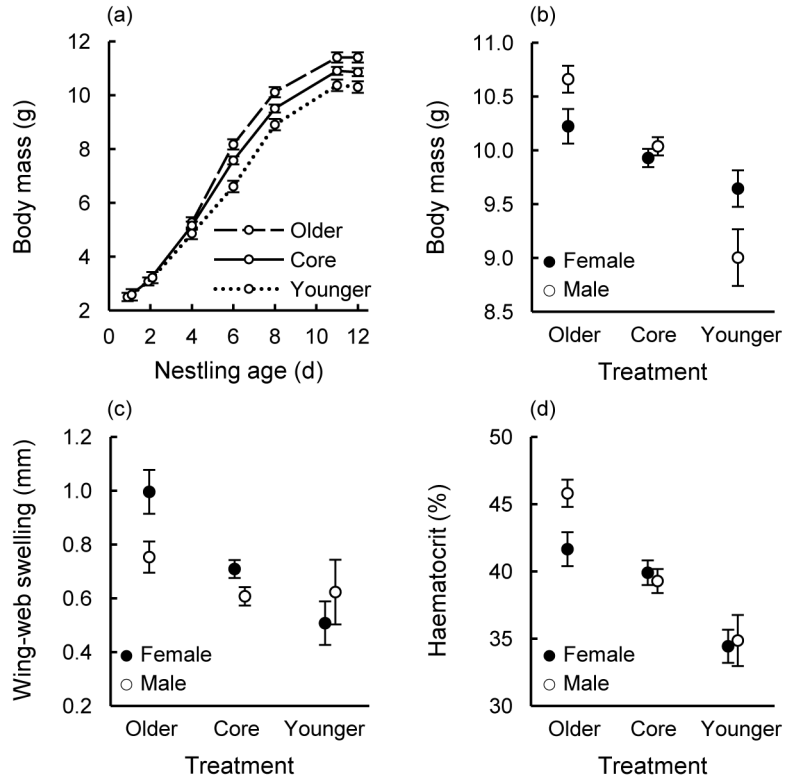 (a)
12
10
8
6
4
2
Body mass (g)
Older
Core
Younger
0 2 4 6 8 10 12
Nestling age (d)
(b)
11.0
10.5
10.0
9.5
9.0
8.5
Body mass (g)
Female
Male
Older Core Younger
Treatment
(c)
1.2
1.0
0.8
0.6
0.4
0.2
Wing-web swelling (mm)
Female
Male
Older Core Younger
Treatment
(d)
50
45
40
35
30
Haematocrit (%)
Female
Male
Older Core Younger
Treatment